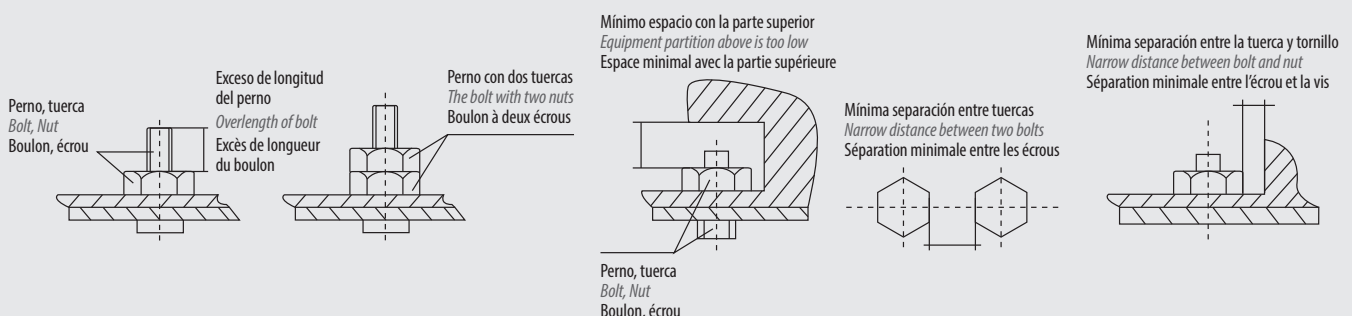 Perno, tuerca
Bolt, Nut
Boulon, écrou
Exceso de longitud
del perno
Overlength of bolt
Excès de longueur
du boulon
Perno con dos tuercas
The bolt with two nuts
Boulon à deux écrous
Mínimo espacio con la parte superior
Equipment partition above is too low
Espace minimal avec la partie supérieure
Perno, tuerca
Bolt, Nut
Boulon, écrou
Mínima separación entre tuercas
Narrow distance between two bolts
Séparation minimale entre les écrous
Mínima separación entre la tuerca y tornillo
Narrow distance between bolt and nut
Séparation minimale entre l'écrou et la vis